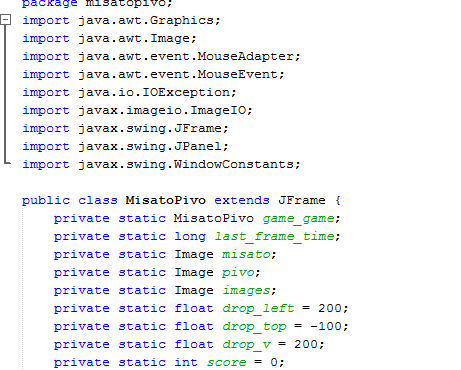 package misatopivo;
import java.awt.Graphics;
import java.awt.Image;
import java.awt.event.MouseAdapter;
import java.awt.event.MouseEvent;
import java.io.IOException;
import javax.imageio.ImageIO;
import javax.swing.JFrame;
import javax.swing.JPanel;
import javax.swing.WindowConstants;

public class MisatoPivo extends JFrame {
    private static MisatoPivo game_game;
    private static long last_frame_time;
    private static Image misato;
    private static Image pivo;
    private static Image images;
    private static float drop_left = 200;
    private static float drop_top = -100;
    private static float drop_v = 200;
    private static int score = 0;